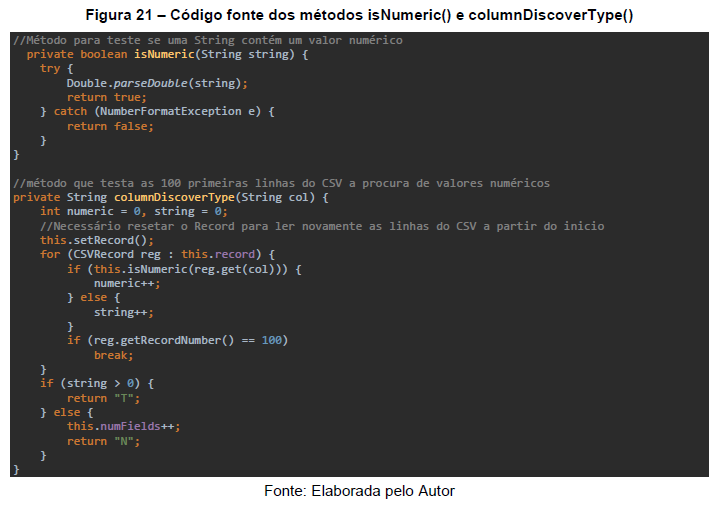 Figura 21 – Código fonte dos métodos isNumeric() e columnDiscoverType()
//Método para teste se uma String contém um valor numérico
  private boolean isNumeric(String string) {
    try {
        Double.parseDouble(string);
        return true;
    } catch (NumberFormatException e) {
        return false;
    }
}

//método que testa as 100 primeiras linhas do CSV a procura de valores numéricos
private String columnDiscoverType(String col) {
    int numeric = 0, string = 0;
    //Necessário resetar o Record para ler novamente as linhas do CSV a partir do inicio
    this.setRecord();
    for (CSVRecord reg : this.record) {
        if (this.isNumeric(reg.get(col))) {
            numeric++;
        } else {
            string++;
        }
        if (reg.getRecordNumber() == 100)
            break;
    }
    if (string > 0) {
        return "T";
    } else {
        this.numFields++;
        return "N";
    }
}
Fonte: Elaborada pelo Autor